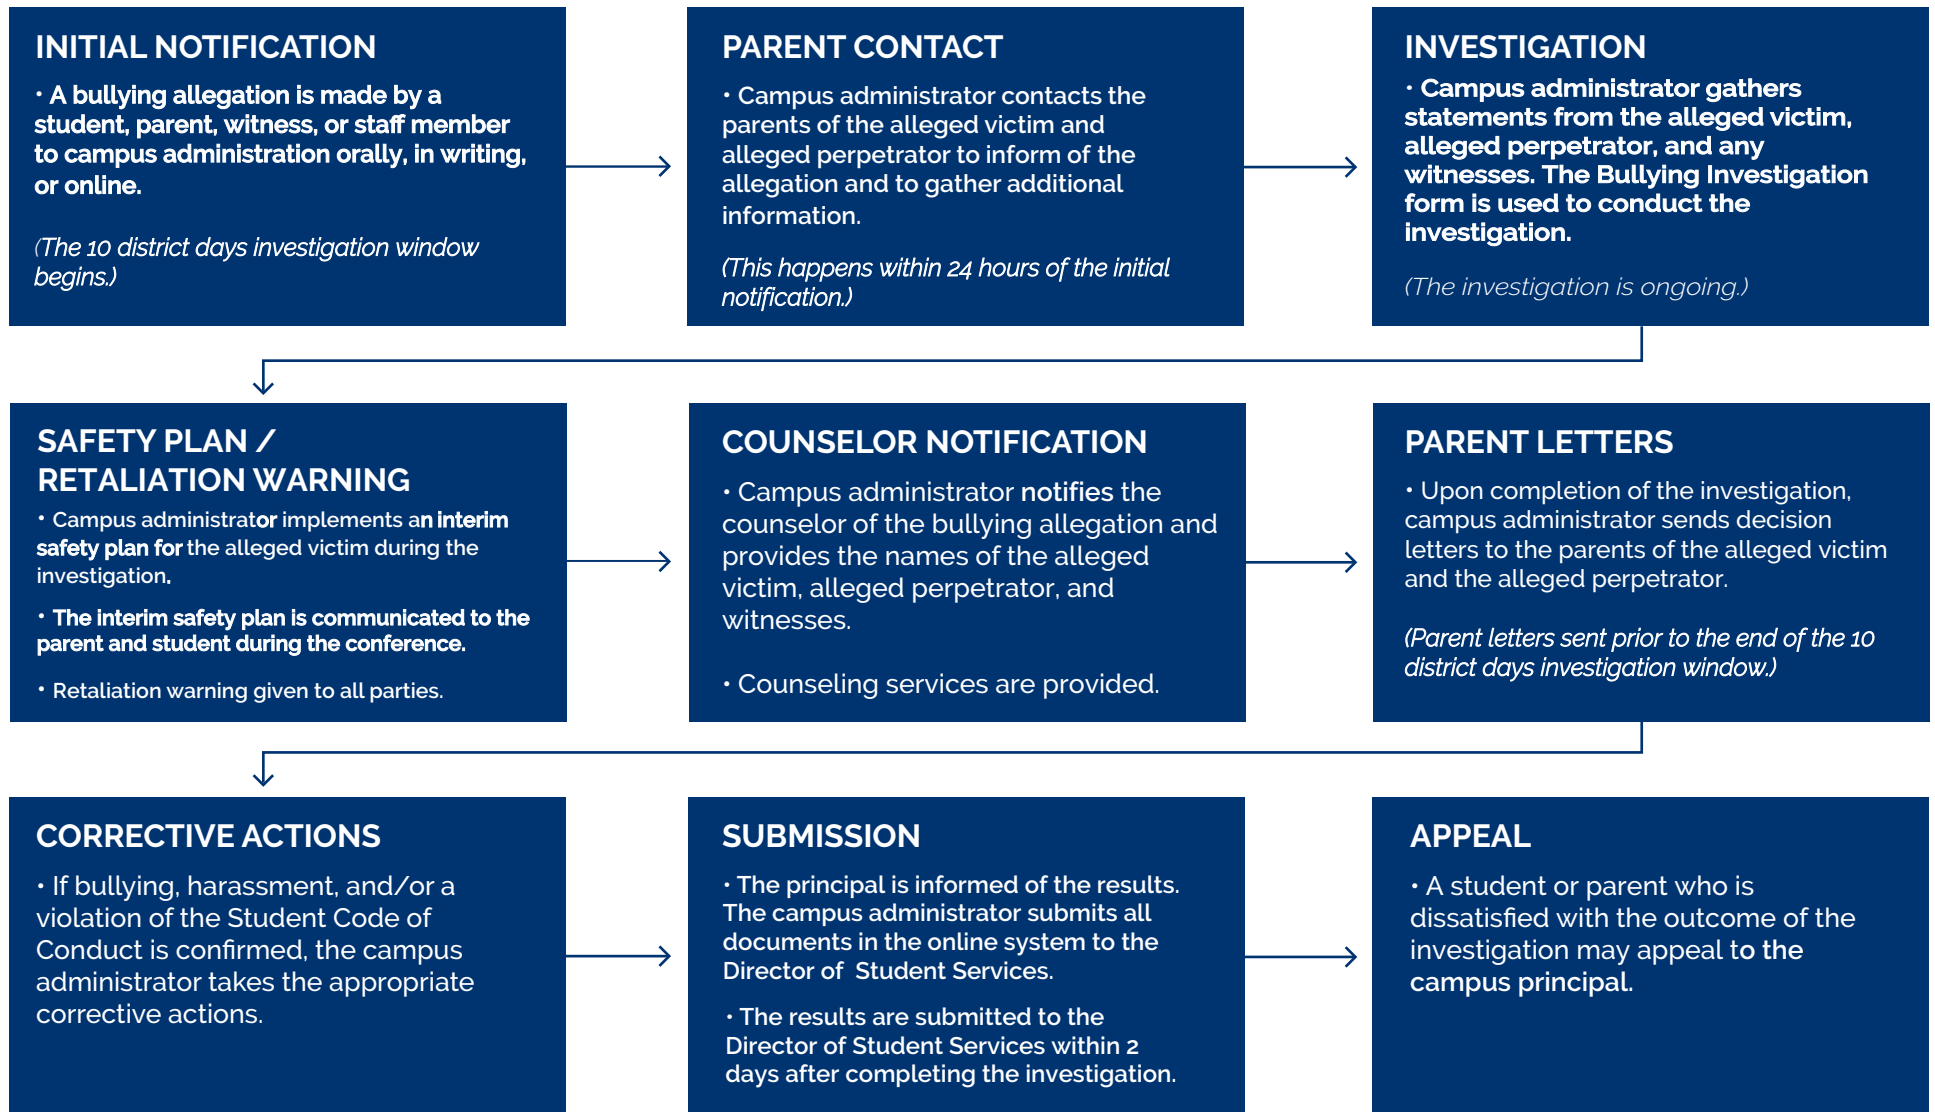 INITIAL NOTIFICATION
• A bullying allegation is made by a
student, parent, witness, or staff member
to campus administration orally, in writing,
or online.
(The 10 district days investigation window
begins.)
PARENT CONTACT
• Campus administrator contacts the
parents of the alleged victim and
alleged perpetrator to inform of the
allegation and to gather additional
information.
(This happens within 24 hours of the initial
notification.)
INVESTIGATION
• Campus administrator gathers
statements from the alleged victim,
alleged perpetrator, and any
witnesses. The Bullying Investigation
form is used to conduct the
investigation.
(The investigation is ongoing.)
SAFETY PLAN /
RETALIATION WARNING
• Campus administrator implements an interim
safety plan for the alleged victim during the
investigation.
• The interim safety plan is communicated to the
parent and student during the conference.
• Retaliation warning given to all parties.
COUNSELOR NOTIFICATION
• Campus administrator notifies the
counselor of the bullying allegation and
provides the names of the alleged
victim, alleged perpetrator, and
witnesses.
• Counseling services are provided.
PARENT LETTERS
• Upon completion of the investigation,
campus administrator sends decision
letters to the parents of the alleged victim
and the alleged perpetrator.
(Parent letters sent prior to the end of the 10
district days investigation window.)
CORRECTIVE ACTIONS
• If bullying, harassment, and/or a
violation of the Student Code of
Conduct is confirmed, the campus
administrator takes the appropriate
corrective actions.
SUBMISSION
• The principal is informed of the results.
The campus administrator submits all
documents in the online system to the
Director of Student Services.
• The results are submitted to the
Director of Student Services within 2
days after completing the investigation.
APPEAL
• A student or parent who is
dissatisfied with the outcome of the
investigation may appeal to the
campus principal.